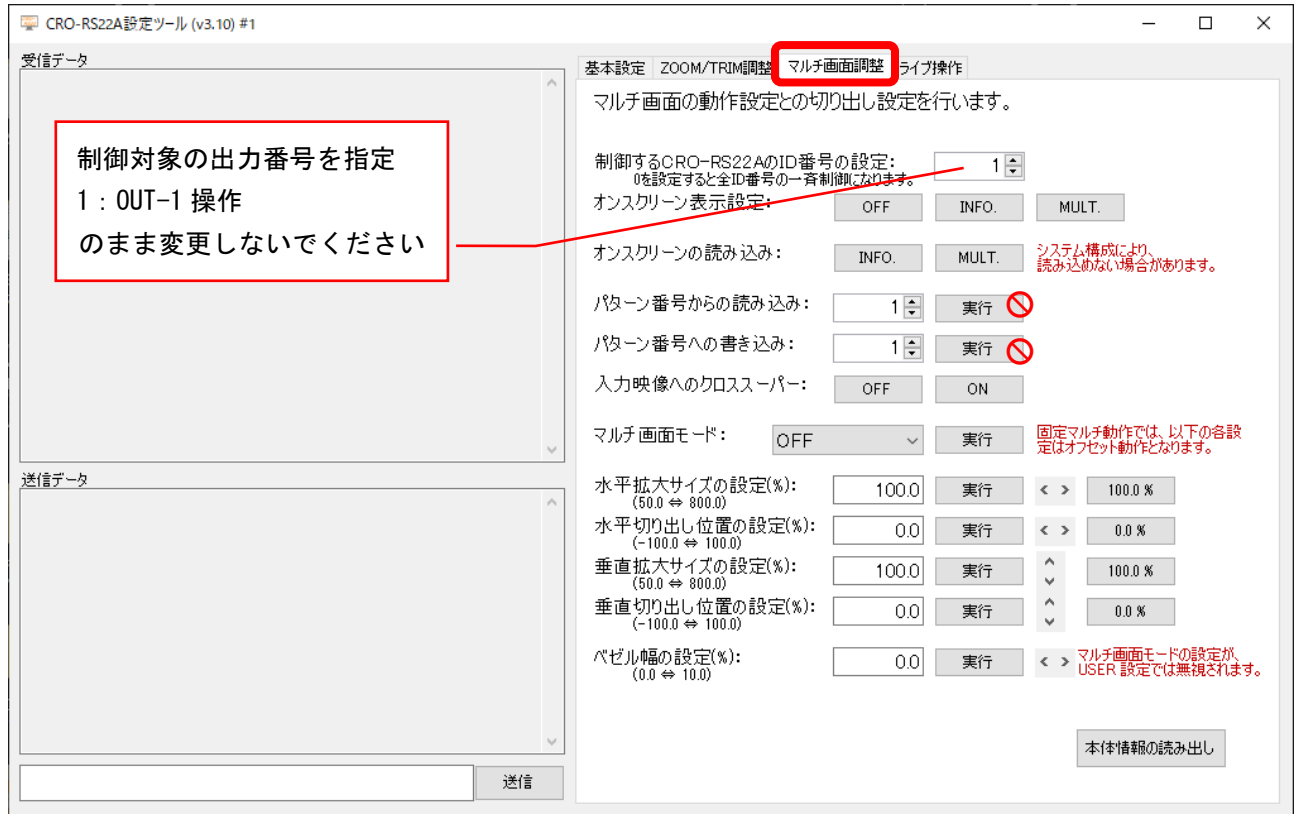 CRO-RS22A設定ツール (v3.10) #1
受信データ
制御対象の出力番号を指定
1：OUT-1 操作
のまま変更しないでください
送信データ
送信
基本設定 ZOOM/TRIM調整 マルチ画面調整 ライブ操作
マルチ画面の動作設定との切り出し設定を行います。
制御するCRO-RS22AのID番号の設定: 1
0を設定すると全ID番号の一斉制御になります。
オンスクリーン表示設定: OFF INFO. MULT.
オンスクリーンの読み込み: INFO. MULT. システム構成により、
読み込めない場合があります。
パターン番号からの読み込み: 1 実行
パターン番号への書き込み: 1 実行
入力映像へのクロススーパー: OFF ON
マルチ画面モード: OFF 実行 固定マルチ動作では、以下の各設
定はオフセット動作となります。
水平拡大サイズの設定(%): 100.0 実行 < > 100.0 %
(50.0 ⇔ 800.0)
水平切り出し位置の設定(%): 0.0 実行 < > 0.0 %
(-100.0 ⇔ 100.0)
垂直拡大サイズの設定(%): 100.0 実行 100.0 %
(50.0 ⇔ 800.0)
垂直切り出し位置の設定(%): 0.0 実行 0.0 %
(-100.0 ⇔ 100.0)
ベゼル幅の設定(%): 0.0 実行 < > マルチ画面モードの設定が、
(0.0 ⇔ 10.0) USER 設定では無視されます。
本体情報の読み出し